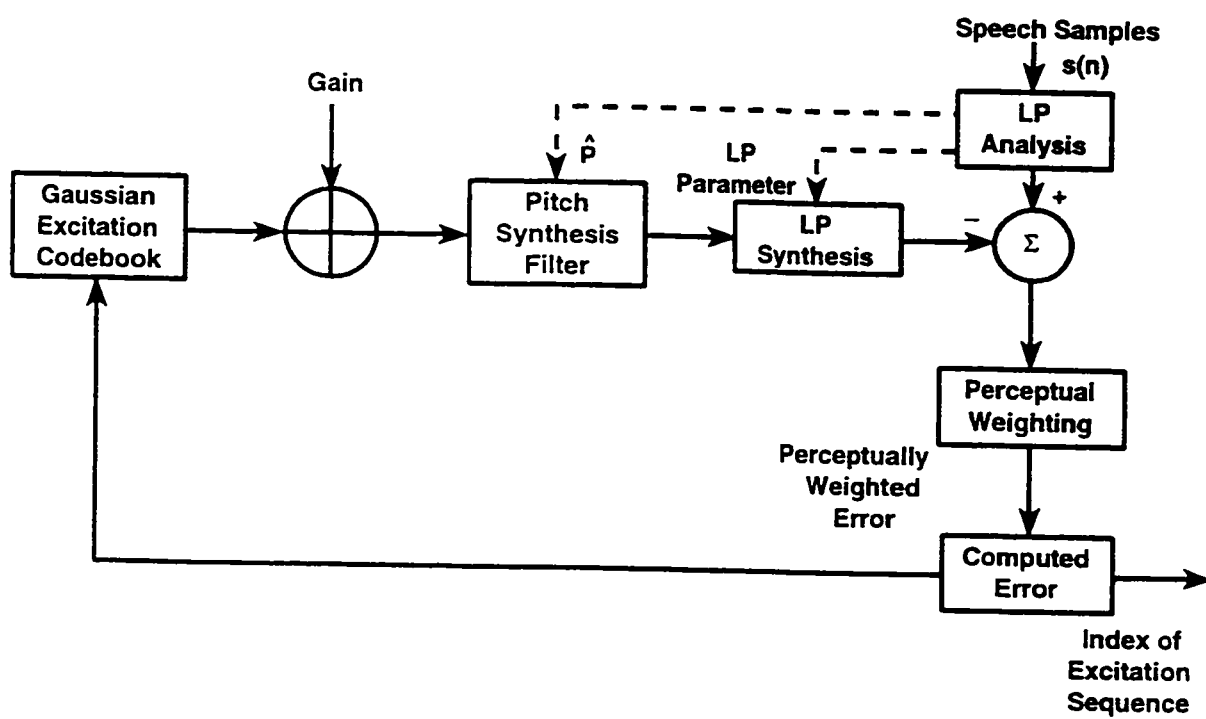 Speech Samples
s(n)
Gain
LP
Analysis
P̂
LP
Parameter
+
Gaussian
Excitation
Codebook
Pitch
Synthesis
Filter
LP
Synthesis
−
Σ
Perceptual
Weighting
Perceptually
Weighted
Error
Computed
Error
Index of
Excitation
Sequence